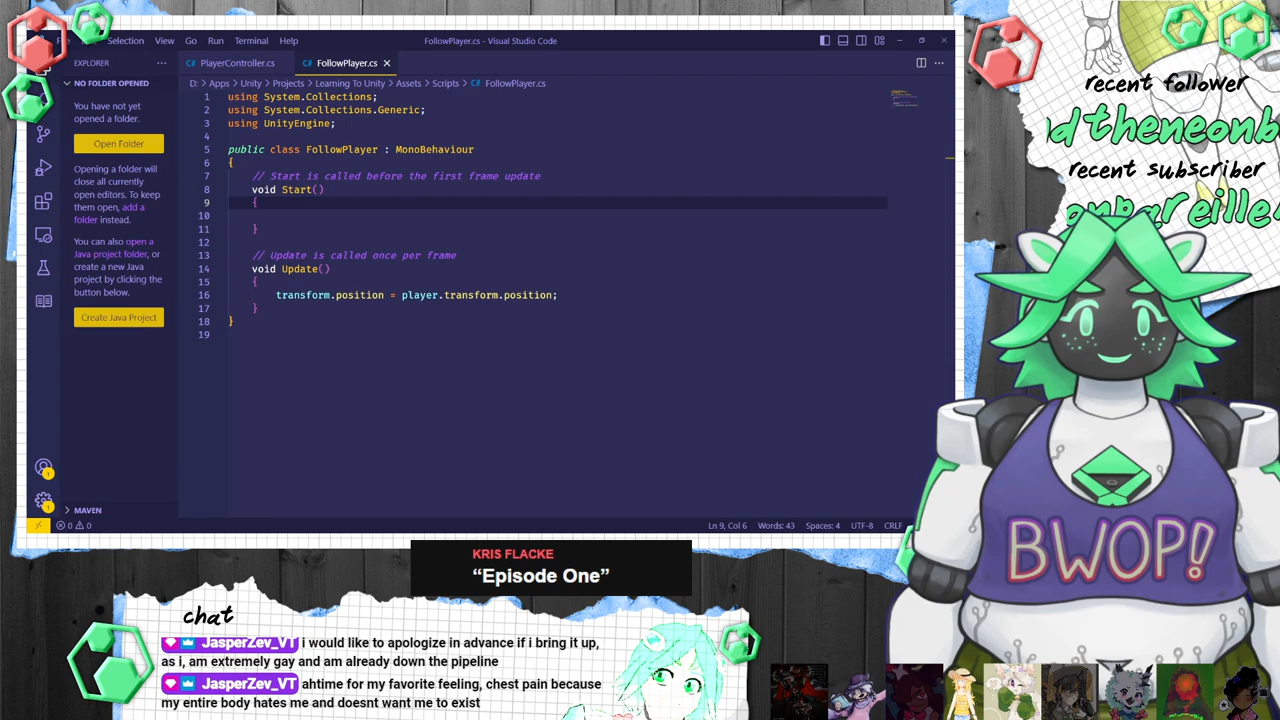 Selection View Go Run Terminal Help
FollowPlayer.cs - Visual Studio Code
EXPLORER
PlayerController.cs
FollowPlayer.cs
NO FOLDER OPENED
D: > Apps > Unity > Projects > Learning To Unity > Assets > Scripts > FollowPlayer.cs
You have not yet
opened a folder.
Open Folder
Opening a folder will
close all currently
open editors. To keep
them open, add a
folder instead.
You can also open a
Java project folder, or
create a new Java
project by clicking the
button below.
Create Java Project
MAVEN
1 using System.Collections;
2 using System.Collections.Generic;
3 using UnityEngine;
4
5 public class FollowPlayer : MonoBehaviour
6 {
7 // Start is called before the first frame update
8 void Start()
9 {
10
11 }
12
13 // Update is called once per frame
14 void Update()
15 {
16 transform.position = player.transform.position;
17 }
18 }
19
0 0
Ln 9, Col 6 Words: 43 Spaces: 4 UTF-8 CRLF
recent follower
recent subscriber
BWOP!
KRIS FLACKE
“Episode One”
chat
JasperZev_VT i would like to apologize in advance if i bring it up,
as i, am extremely gay and am already down the pipeline
JasperZev_VT ahtime for my favorite feeling, chest pain because
my entire body hates me and doesnt want me to exist